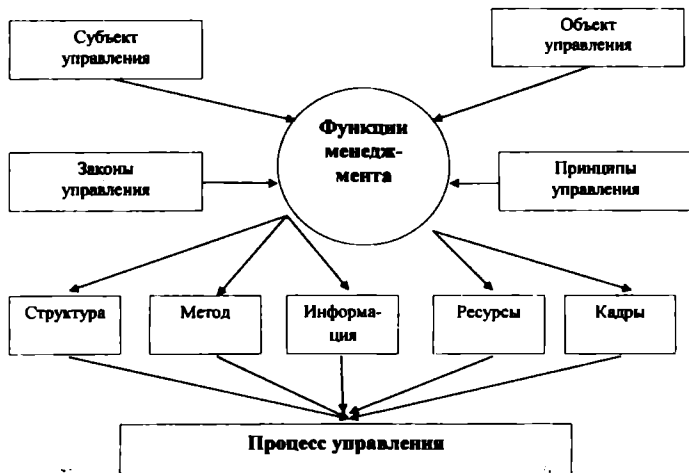 Субъект
управления
Объект
управления
Функции
менедж-
мента
Законы
управления
Принципы
управления
Структура
Метод
Информа-
ция
Ресурсы
Кадры
Процесс управления